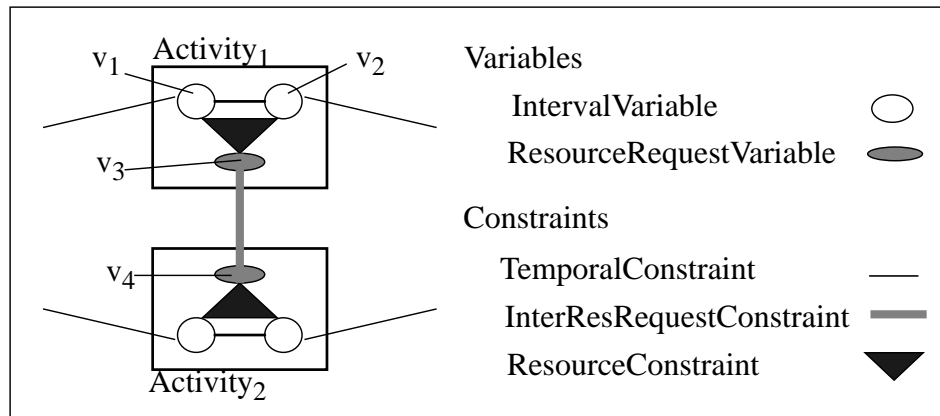 Activity1
v1
v2
v3
v4
Activity2
Variables
IntervalVariable
ResourceRequestVariable
Constraints
TemporalConstraint
InterResRequestConstraint
ResourceConstraint